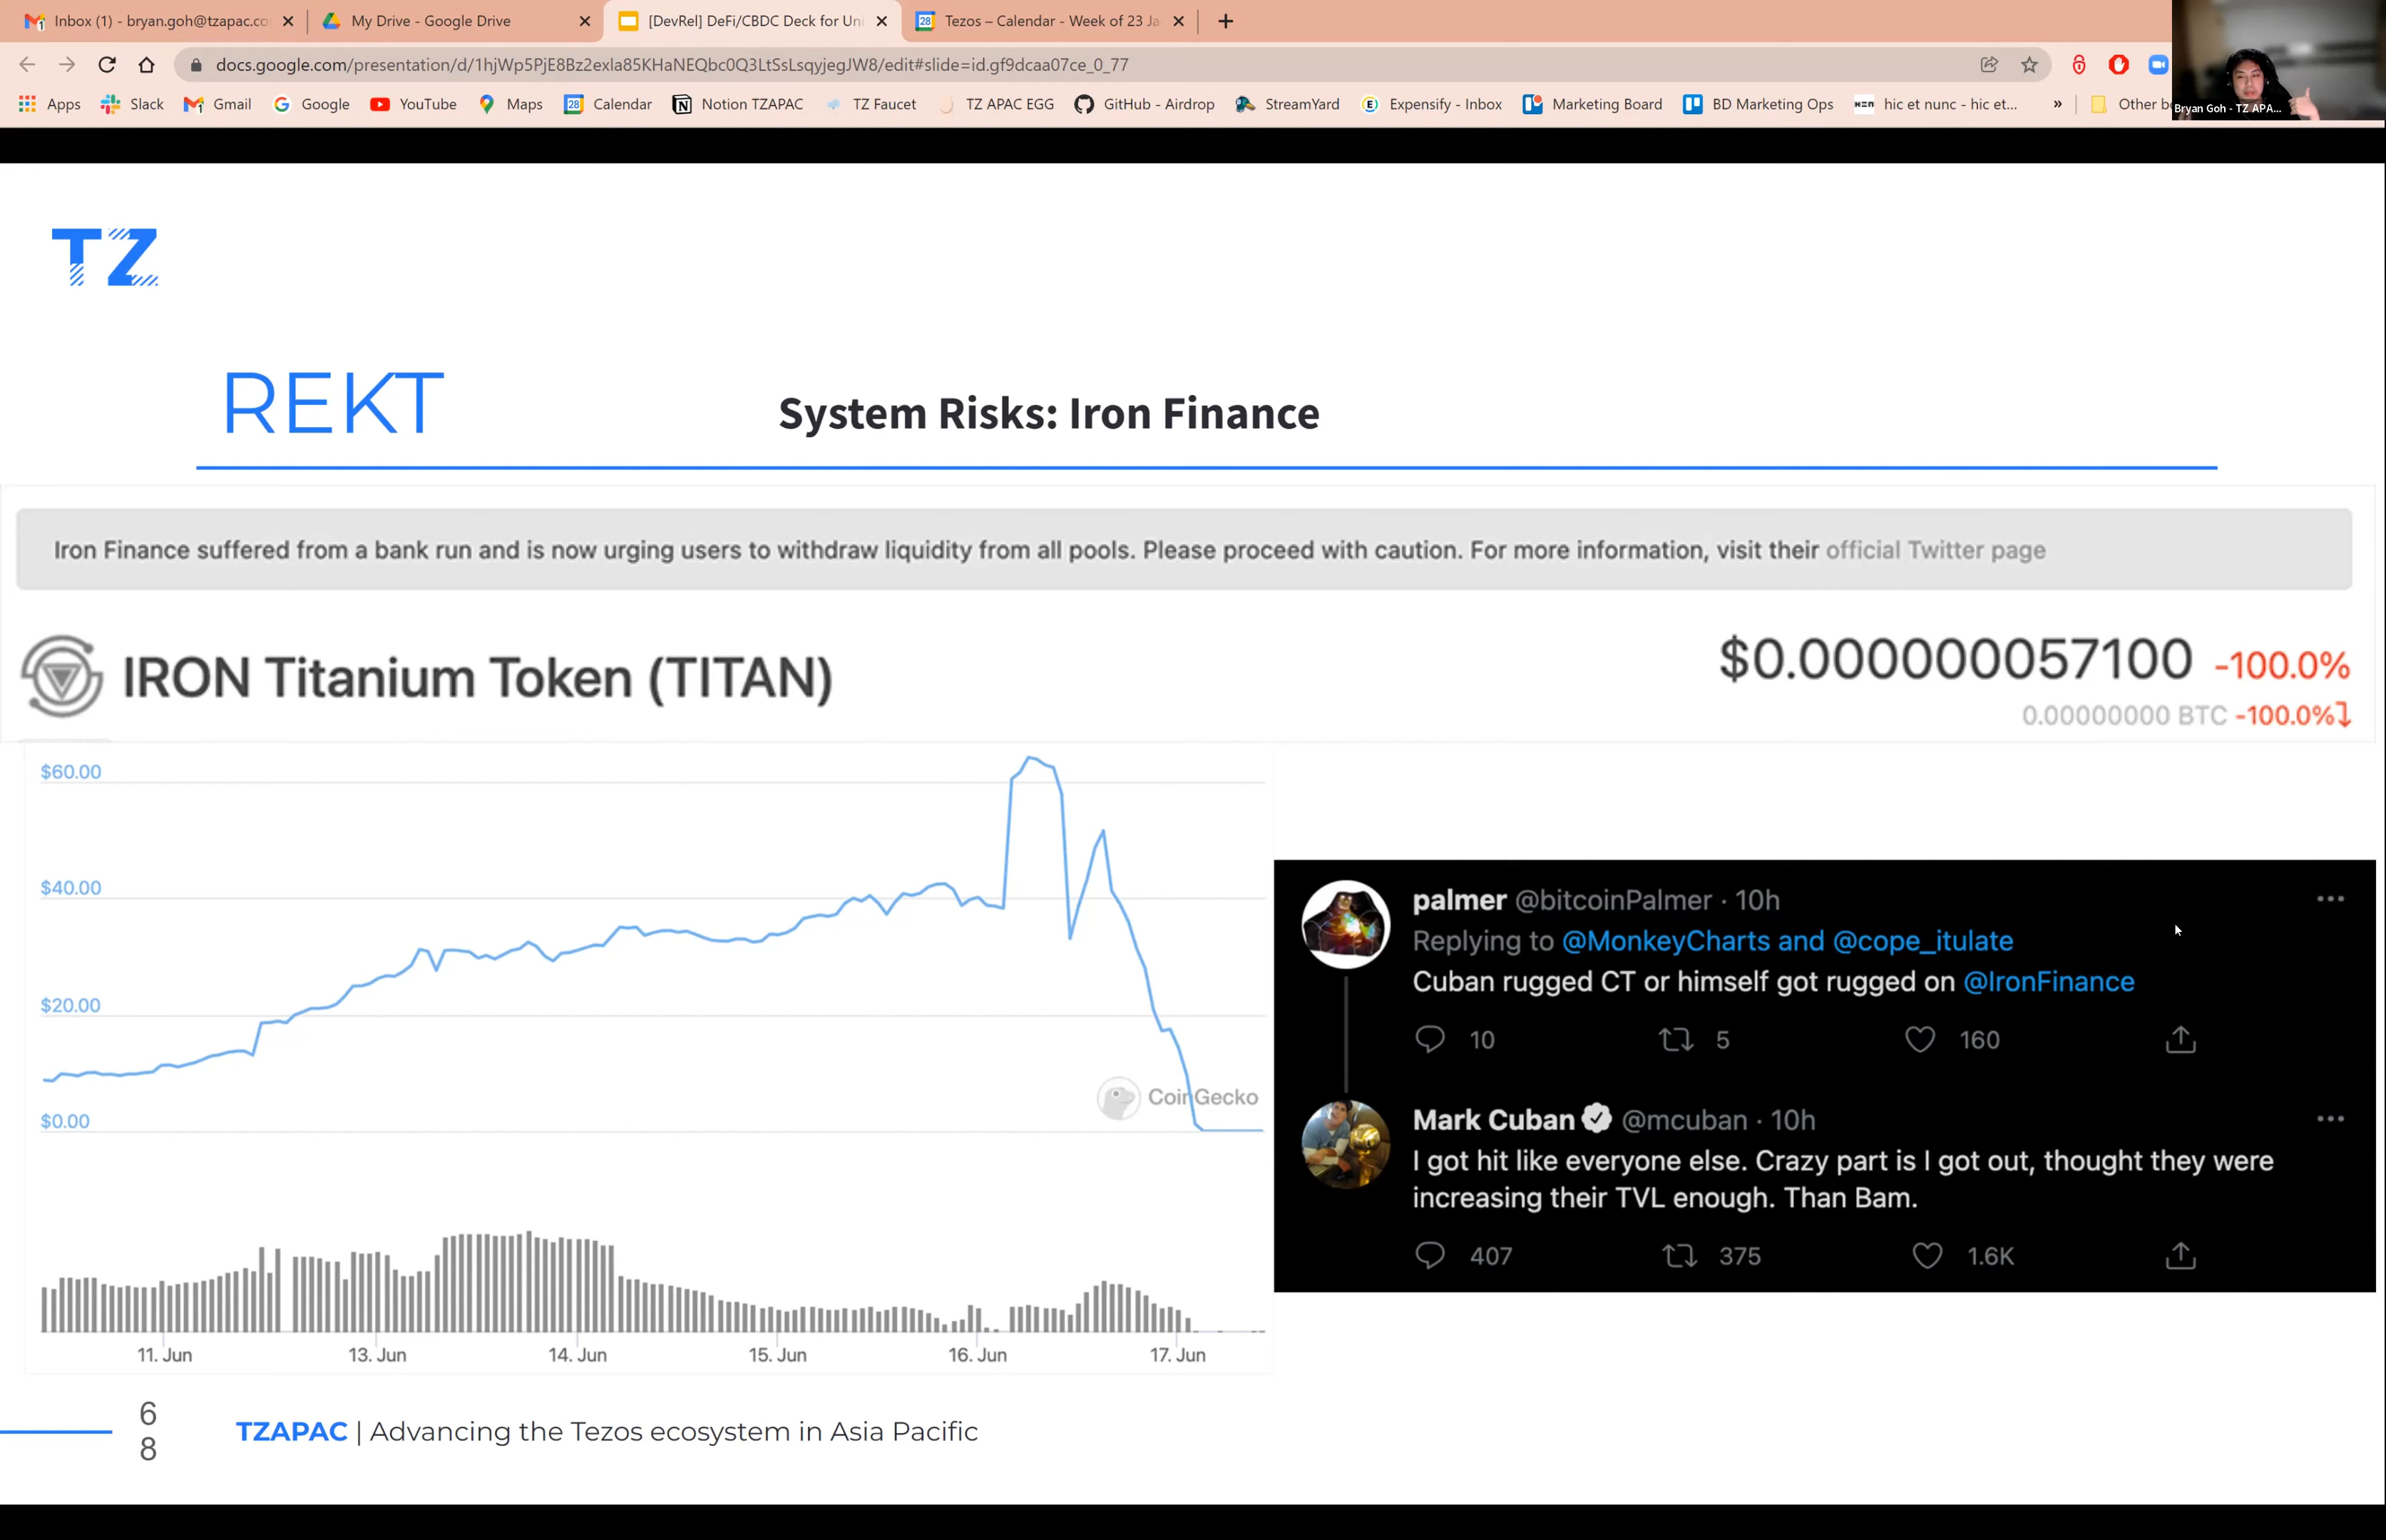 Inbox (1) - bryan.goh@tzapac.co
My Drive - Google Drive
[DevRel] DeFi/CBDC Deck for Uni
Tezos – Calendar - Week of 23 Ja
docs.google.com/presentation/d/1hjWp5PjE8Bz2exla85KHaNEQbc0Q3LtSsLsqyjegJW8/edit#slide=id.gf9dcaa07ce_0_77
Apps
Slack
Gmail
Google
YouTube
Maps
Calendar
Notion TZAPAC
TZ Faucet
TZ APAC EGG
GitHub - Airdrop
StreamYard
Expensify - Inbox
Marketing Board
BD Marketing Ops
hic et nunc - hic et...
»
Other b
Bryan Goh - TZ APA...
TZ
REKT
System Risks: Iron Finance
Iron Finance suffered from a bank run and is now urging users to withdraw liquidity from all pools. Please proceed with caution. For more information, visit their official Twitter page
IRON Titanium Token (TITAN)
$0.000000057100 -100.0%
0.00000000 BTC -100.0%
$60.00
$40.00
$20.00
$0.00
CoinGecko
11. Jun
13. Jun
14. Jun
15. Jun
16. Jun
17. Jun
palmer @bitcoinPalmer · 10h
Replying to @MonkeyCharts and @cope_itulate
Cuban rugged CT or himself got rugged on @IronFinance
10 5 160
Mark Cuban @mcuban · 10h
I got hit like everyone else. Crazy part is I got out, thought they were
increasing their TVL enough. Than Bam.
407 375 1.6K
6
8
TZAPAC | Advancing the Tezos ecosystem in Asia Pacific